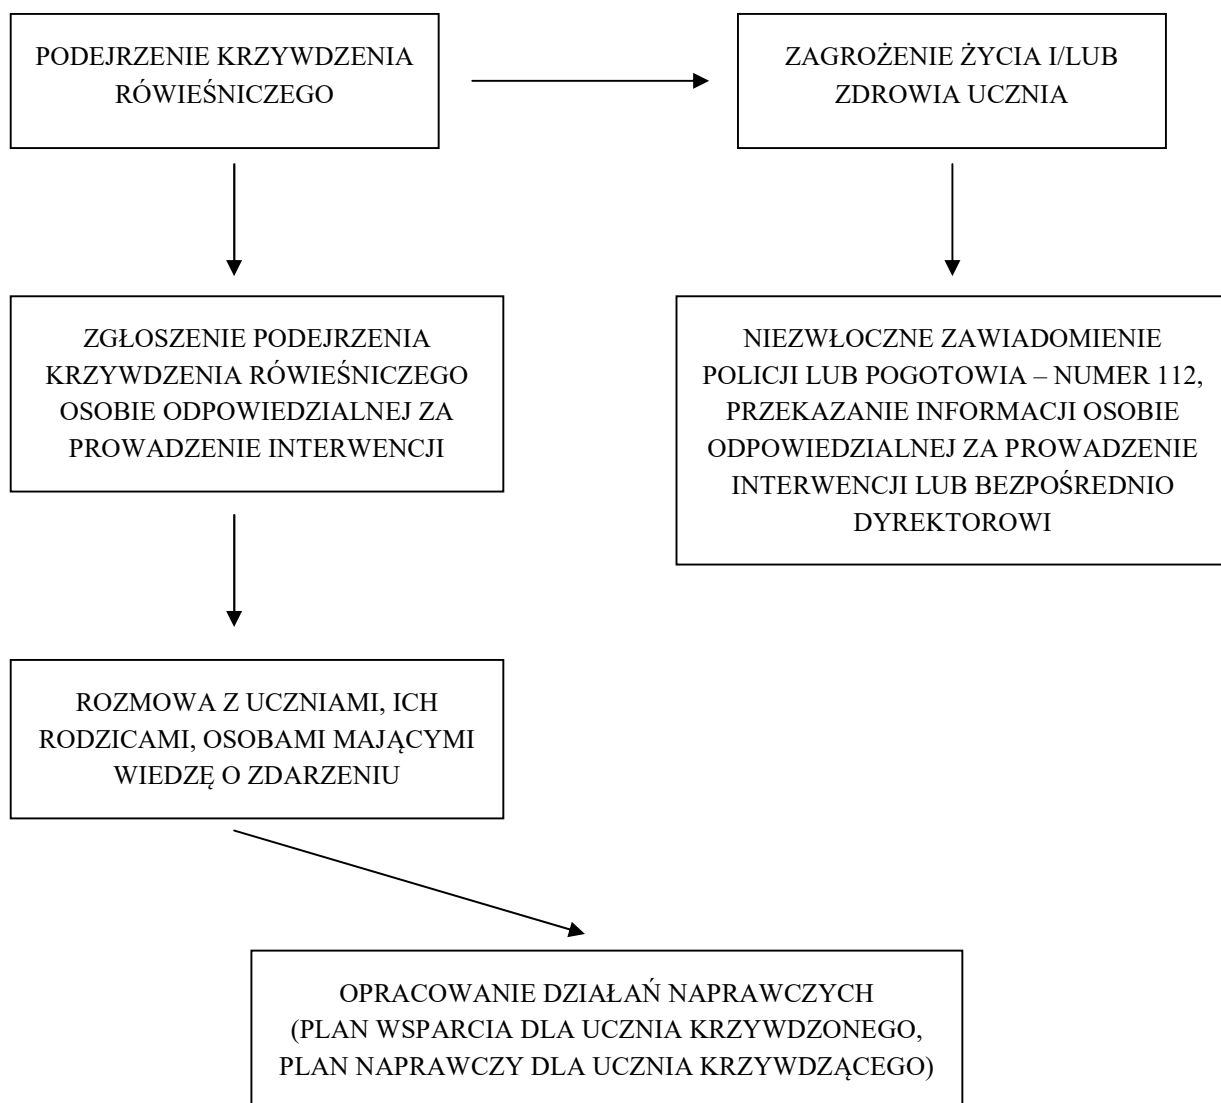 PODEJRZENIE KRZYWDZENIA
RÓWIEŚNICZEGO
ZAGROŻENIE ŻYCIA I/LUB
ZDROWIA UCZNIA
ZGŁOSZENIE PODEJRZENIA
KRZYWDZENIA RÓWIEŚNICZEGO
OSOBIE ODPOWIEDZIALNEJ ZA
PROWADZENIE INTERWENCJI
NIEZWŁOCZNE ZAWIADOMIENIE
POLICJI LUB POGOTOWIA – NUMER 112,
PRZEKAZANIE INFORMACJI OSOBIE
ODPOWIEDZIALNEJ ZA PROWADZENIE
INTERWENCJI LUB BEZPOŚREDNIO
DYREKTOROWI
ROZMOWA Z UCZNIAMI, ICH
RODZICAMI, OSOBAMI MAJĄCYMI
WIEDZĘ O ZDARZENIU
OPRACOWANIE DZIAŁAŃ NAPRAWCZYCH
(PLAN WSPARCIA DLA UCZNIA KRZYWDZONEGO,
PLAN NAPRAWCZY DLA UCZNIA KRZYWDZĄCEGO)